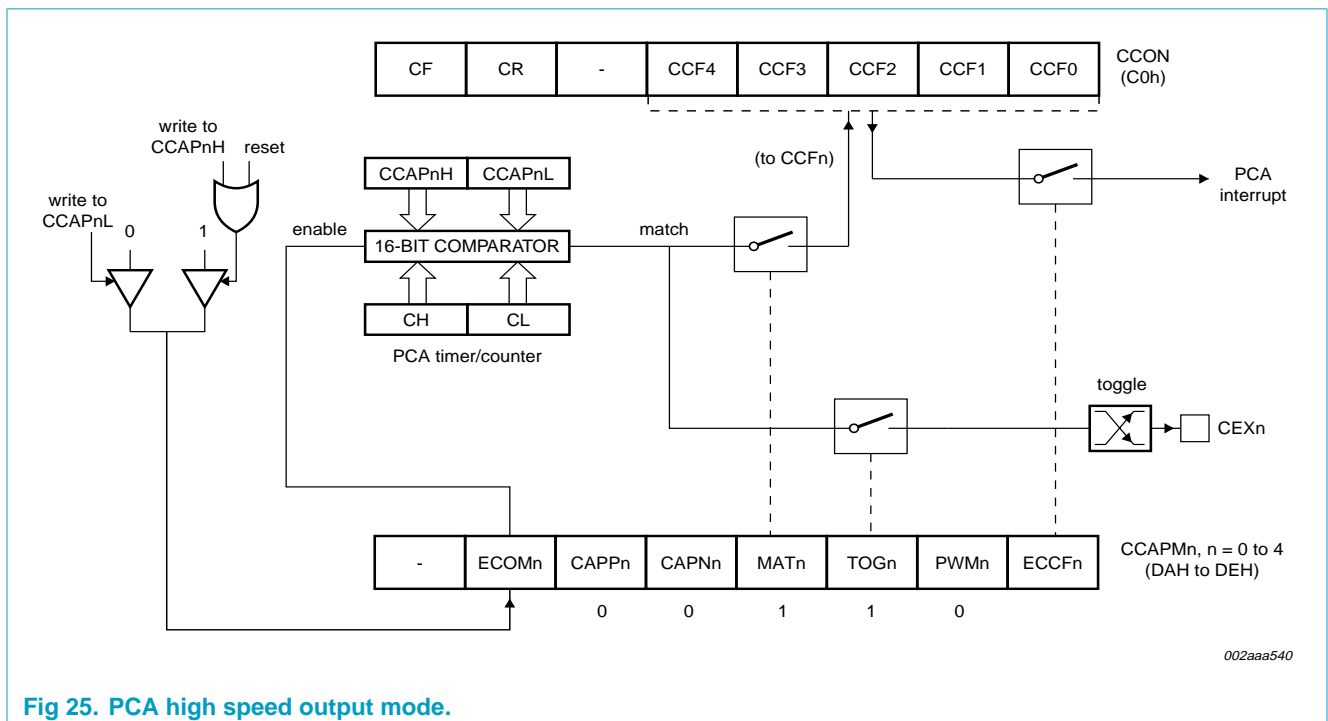 CF CR - CCF4 CCF3 CCF2 CCF1 CCF0
CCON
(C0h)
write to
CCAPnH
reset
write to
CCAPnL
0
1
CCAPnH CCAPnL
(to CCFn)
PCA
interrupt
enable
16-BIT COMPARATOR
match
CH CL
PCA timer/counter
toggle
CEXn
- ECOMn CAPPn CAPNn MATn TOGn PWMn ECCFn
CCAPMn, n = 0 to 4
(DAH to DEH)
0 0 1 1 0
002aaa540
Fig 25. PCA high speed output mode.